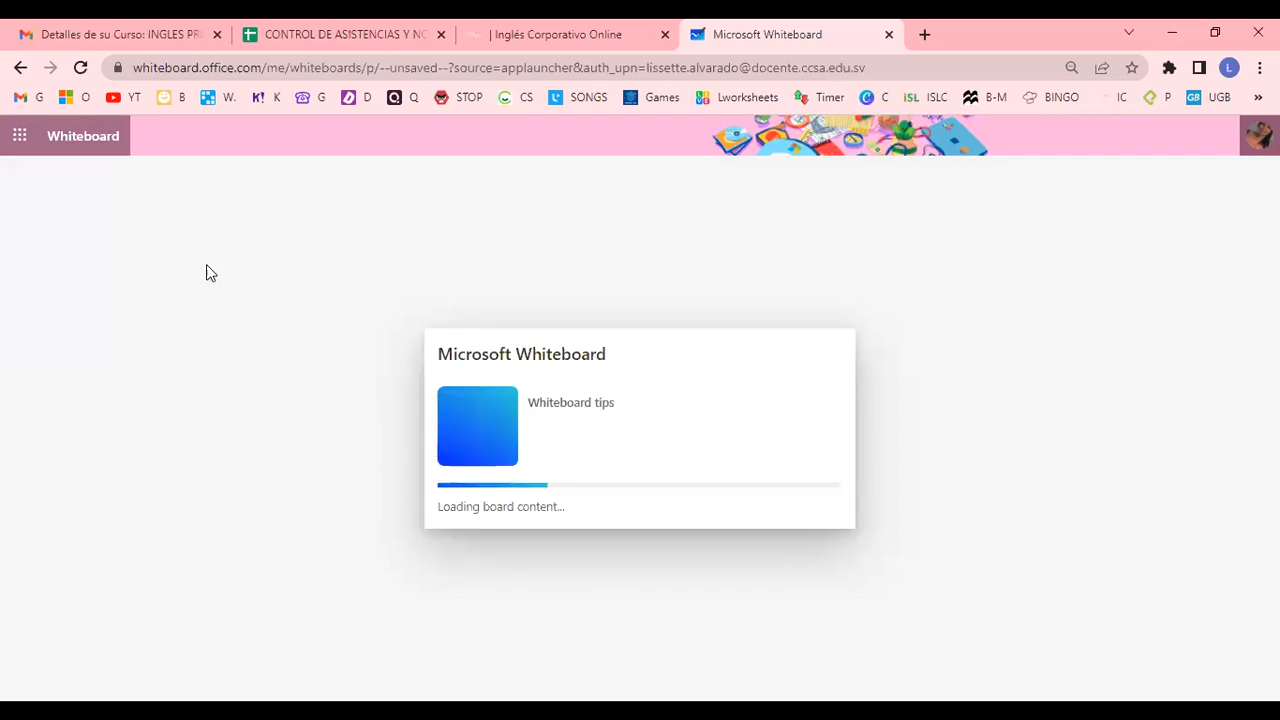 Detalles de su Curso: INGLES PR
CONTROL DE ASISTENCIAS Y NO
| Inglés Corporativo Online
Microsoft Whiteboard
whiteboard.office.com/me/whiteboards/p/--unsaved--?source=applauncher&auth_upn=lissette.alvarado@docente.ccsa.edu.sv
L
G O YT B W. K! K G D Q STOP CS SONGS Games Lworksheets Timer C iSL ISLC B-M BINGO IC P GB UGB »
Whiteboard
Microsoft Whiteboard
Whiteboard tips
Loading board content...